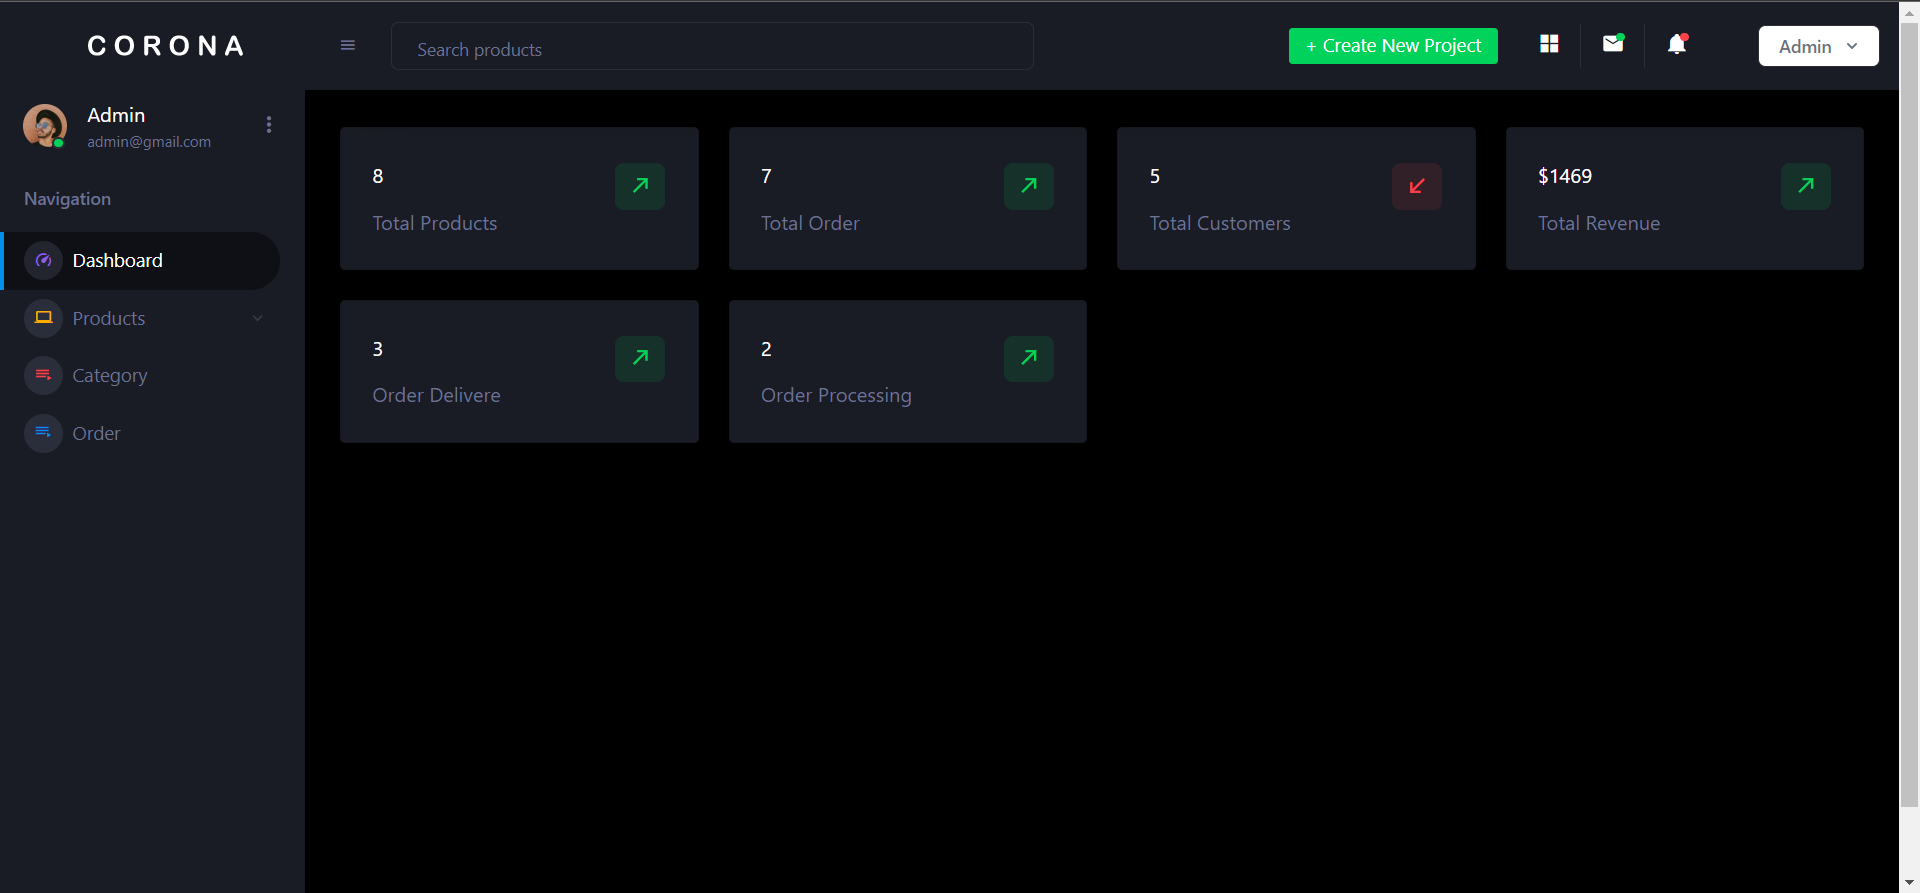 CORONA
Search products
+ Create New Project
Admin
Admin
admin@gmail.com
Navigation
Dashboard
Products
Category
Order
8
Total Products
7
Total Order
5
Total Customers
$1469
Total Revenue
3
Order Delivere
2
Order Processing